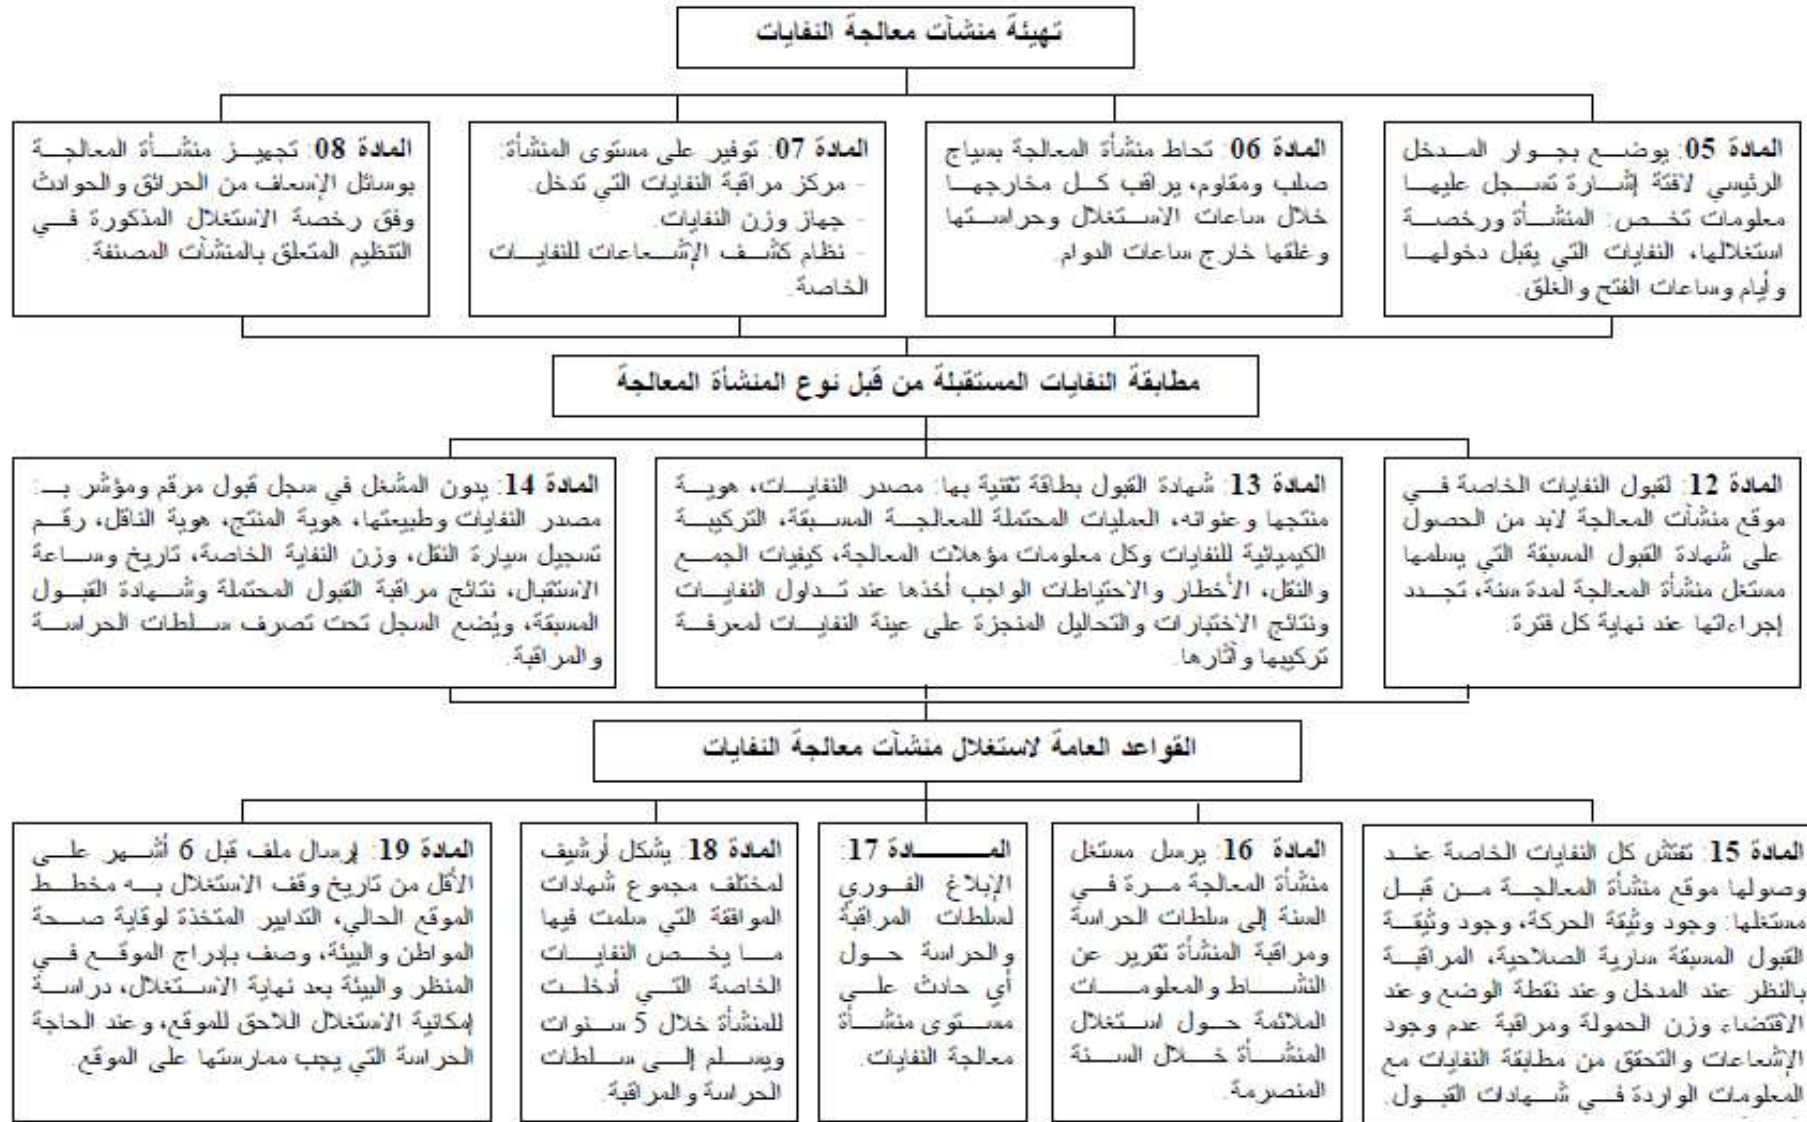 تهيئة منشآت معالجة النفايات
المادة 05: يوضع بجوار المدخل
الرئيسي لافتة إشارة تسجل عليها
معلومات تخص: المنشأة ورخصة
استغلالها، النفايات التي يقبل دخولها
وأيام وساعات الفتح والغلق.
المادة 06: تحاط منشأة المعالجة بسياج
صلب ومقاوم، يراقب كل مخارجها
خلال ساعات الاستغلال وحراستها
وغلقها خارج ساعات الدوام.
المادة 07: توفير على مستوى المنشأة:
- مركز مراقبة النفايات التي تدخل.
- جهاز وزن النفايات.
- نظام كشف الإشعاعات للنفايات
الخاصة.
المادة 08: تجهيز منشأة المعالجة
بوسائل الإسعاف من الحرائق والحوادث
وفق رخصة الاستغلال المذكورة في
التنظيم المتعلق بالمنشآت المصنفة.
مطابقة النفايات المستقبلة من قبل نوع المنشأة المعالجة
المادة 12: لقبول النفايات الخاصة في
موقع منشآت المعالجة لابد من الحصول
على شهادة القبول المسبقة التي يسلمها
مستغل منشأة المعالجة لمدة سنة، تجدد
إجراءاتها عند نهاية كل فترة.
المادة 13: شهادة القبول بطاقة تقنية بها: مصدر النفايات، هوية
منتجها وعنوانه، العمليات المحتملة للمعالجة المسبقة، التركيبة
الكيميائية للنفايات وكل معلومات مؤهلات المعالجة، كيفيات الجمع
والنقل، الأخطار والاحتياطات الواجب أخذها عند تداول النفايات
ونتائج الاختبارات والتحاليل المنجزة على عينة النفايات لمعرفة
تركيبها وآثارها.
المادة 14: يدون المشغل في سجل قبول مرقم ومؤشر بـ:
مصدر النفايات وطبيعتها، هوية المنتج، هوية الناقل، رقم
تسجيل سيارة النقل، وزن النفاية الخاصة، تاريخ وساعة
الاستقبال، نتائج مراقبة القبول المحتملة وشهادة القبول
المسبقة، ويُضع السجل تحت تصرف سلطات الحراسة
والمراقبة.
القواعد العامة لاستغلال منشآت معالجة النفايات
المادة 15: تفتش كل النفايات الخاصة عند
وصولها موقع منشأة المعالجة من قبل
مستغلها: وجود وثيقة الحركة، وجود وثيقة
القبول المسبقة سارية الصلاحية، المراقبة
بالنظر عند المدخل وعند نقطة الوضع وعند
الاقتضاء وزن الحمولة ومراقبة عدم وجود
الإشعاعات والتحقق من مطابقة النفايات مع
المعلومات الواردة في شهادات القبول.
المادة 16: يرسل مستغل
منشأة المعالجة مرة في
السنة إلى سلطات الحراسة
ومراقبة المنشأة تقرير عن
النشاط والمعلومات
الملائمة حول استغلال
المنشأة خلال السنة
المنصرمة.
المادة 17:
الإبلاغ الفوري
لسلطات المراقبة
والحراسة حول
أي حادث على
مستوى منشأة
معالجة النفايات.
المادة 18: يشكل أرشيف
لمختلف مجموع شهادات
الموافقة التي سلمت فيها
ما يخص النفايات
الخاصة التي أدخلت
للمنشأة خلال 5 سنوات
ويسلم إلى سلطات
الحراسة والمراقبة.
المادة 19: إرسال ملف قبل 6 أشهر على
الأقل من تاريخ وقف الاستغلال به مخطط
الموقع الحالي، التدابير المتخذة لوقاية صحة
المواطن والبيئة، وصف بإدراج الموقع في
المنظر والبيئة بعد نهاية الاستغلال، دراسة
إمكانية الاستغلال اللاحق للموقع، وعند الحاجة
الحراسة التي يجب ممارستها على الموقع.